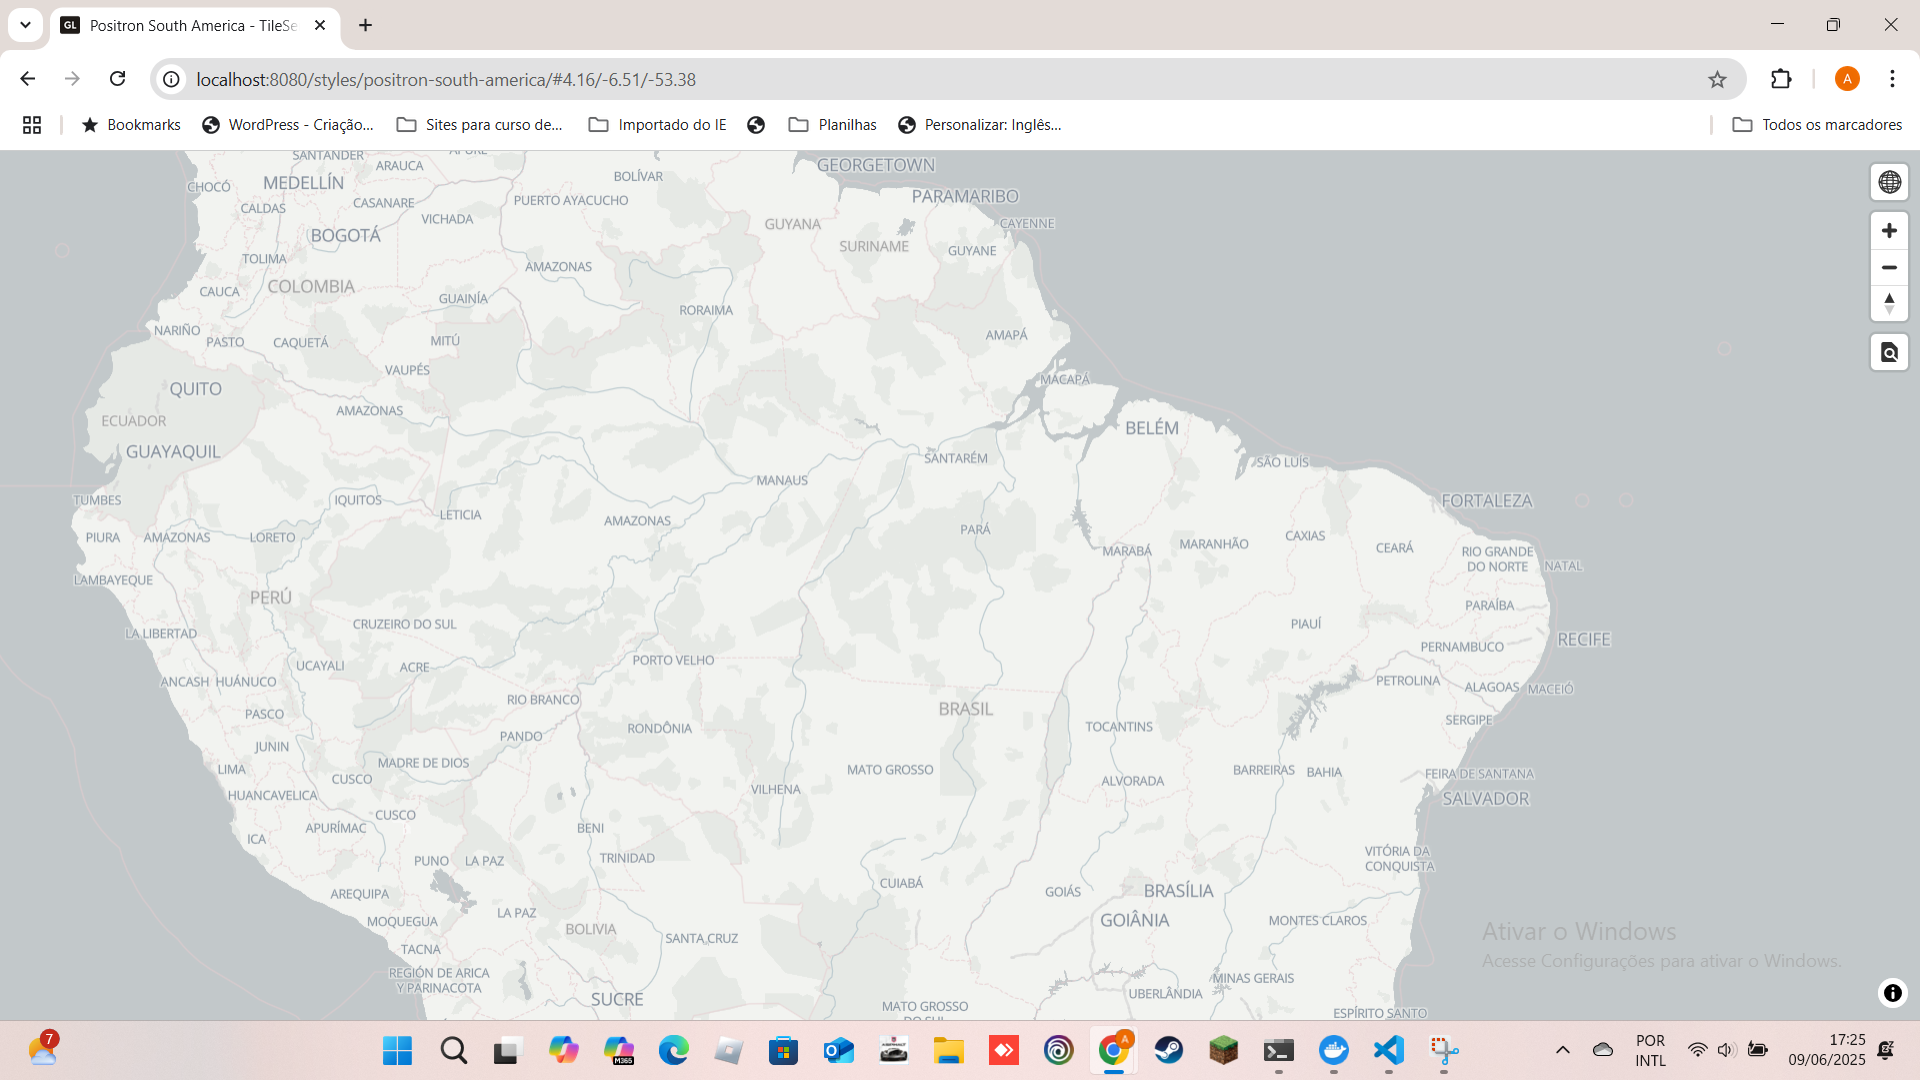 GL Positron South America - TileSe
localhost:8080/styles/positron-south-america/#4.16/-6.51/-53.38
A
Bookmarks
WordPress - Criação...
Sites para curso de...
Importado do IE
Planilhas
Personalizar: Inglês...
Todos os marcadores
SANTANDER
ARAUCA
GEORGETOWN
MEDELLÍN
CHOCÓ
BOLÍVAR
CALDAS
CASANARE
PUERTO AYACUCHO
PARAMARIBO
VICHADA
GUYANA
CAYENNE
BOGOTÁ
SURINAME
GUYANE
TOLIMA
AMAZONAS
COLOMBIA
CAUCA
GUAINÍA
RORAIMA
NARIÑO
PASTO
CAQUETÁ
MITÚ
AMAPÁ
VAUPÉS
MACAPÁ
QUITO
AMAZONAS
ECUADOR
BELÉM
GUAYAQUIL
SANTARÉM
SÃO LUÍS
MANAUS
TUMBES
IQUITOS
LETICIA
AMAZONAS
FORTALEZA
PIURA
AMAZONAS
LORETO
PARÁ
MARABÁ
MARANHÃO
CAXIAS
CEARÁ
RIO GRANDE
DO NORTE
NATAL
LAMBAYEQUE
PERÚ
PARAÍBA
LA LIBERTAD
CRUZEIRO DO SUL
PIAUÍ
RECIFE
UCAYALI
ACRE
PORTO VELHO
PERNAMBUCO
ANCASH
HUÁNUCO
RIO BRANCO
PETROLINA
ALAGOAS
MACEIÓ
PASCO
BRASIL
SERGIPE
JUNIN
PANDO
RONDÔNIA
TOCANTINS
LIMA
CUSCO
MADRE DE DIOS
MATO GROSSO
ALVORADA
BARREIRAS
BAHIA
FEIRA DE SANTANA
HUANCAVELICA
VILHENA
SALVADOR
CUSCO
APURÍMAC
ICA
BENI
PUNO
LA PAZ
TRINIDAD
VITÓRIA DA
CONQUISTA
AREQUIPA
CUIABÁ
GOIÁS
BRASÍLIA
MOQUEGUA
LA PAZ
BOLIVIA
GOIÂNIA
MONTES CLAROS
TACNA
SANTA CRUZ
REGIÓN DE ARICA
Y PARINACOTA
SUCRE
MATO GROSSO
DO SUL
UBERLÂNDIA
MINAS GERAIS
ESPÍRITO SANTO
Ativar o Windows
Acesse Configurações para ativar o Windows.
7
M365
A
POR
INTL
17:25
09/06/2025